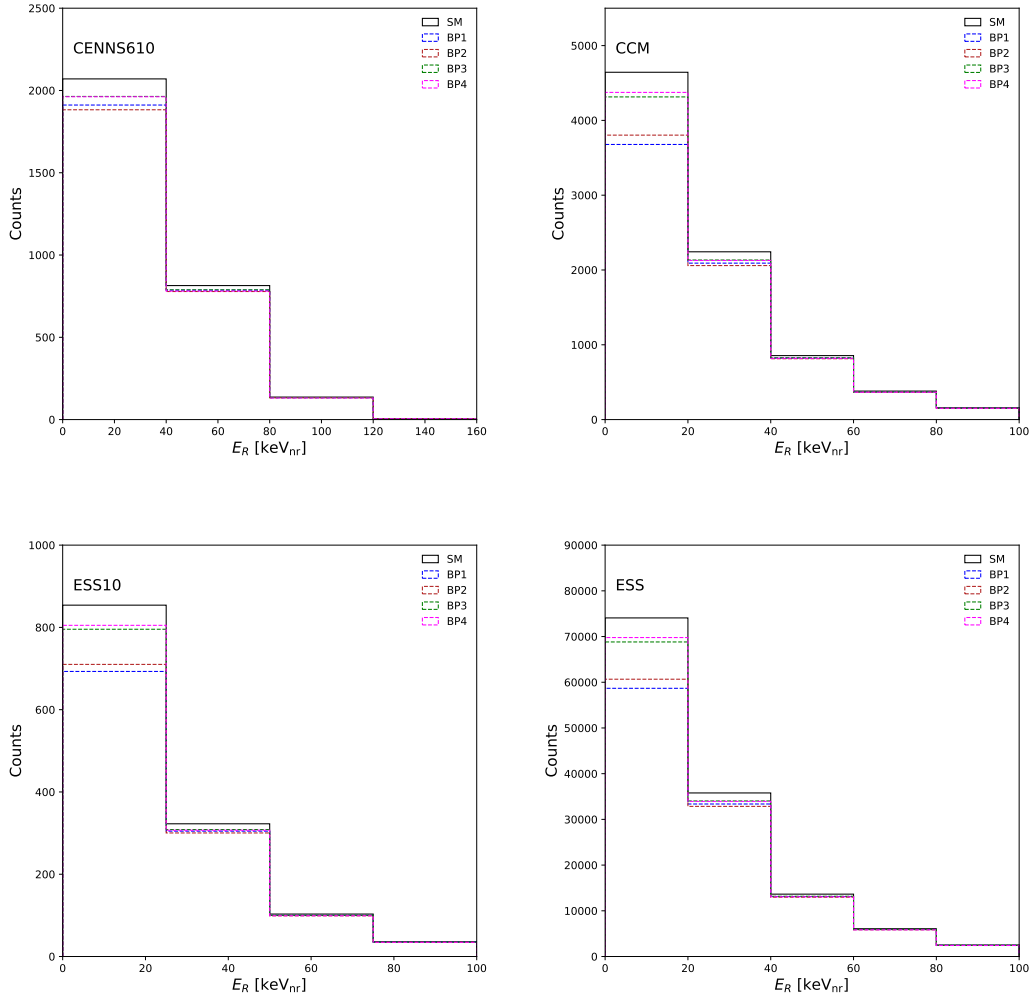 CENNS610
SM
BP1
BP2
BP3
BP4
Counts
2500
2000
1500
1000
500
0
0 20 40 60 80 100 120 140 160
E_R [keV_nr]
CCM
SM
BP1
BP2
BP3
BP4
Counts
5000
4000
3000
2000
1000
0
0 20 40 60 80 100
E_R [keV_nr]
ESS10
SM
BP1
BP2
BP3
BP4
Counts
1000
800
600
400
200
0
0 20 40 60 80 100
E_R [keV_nr]
ESS
SM
BP1
BP2
BP3
BP4
Counts
90000
80000
70000
60000
50000
40000
30000
20000
10000
0
0 20 40 60 80 100
E_R [keV_nr]